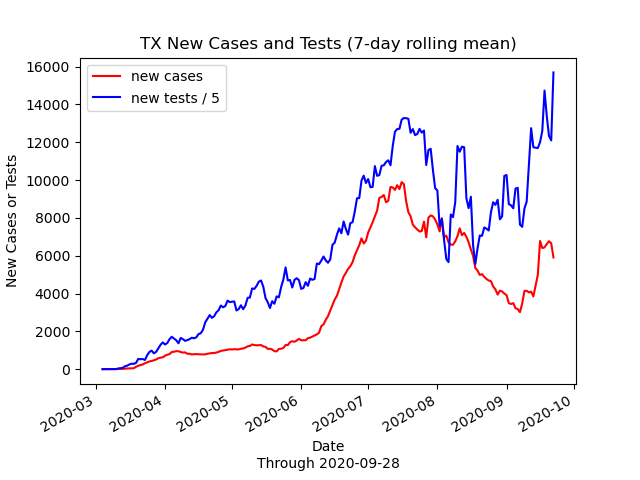 TX New Cases and Tests (7-day rolling mean)
new cases
new tests / 5
New Cases or Tests
16000
14000
12000
10000
8000
6000
4000
2000
0
2020-03
2020-04
2020-05
2020-06
2020-07
2020-08
2020-09
2020-10
Date
Through 2020-09-28